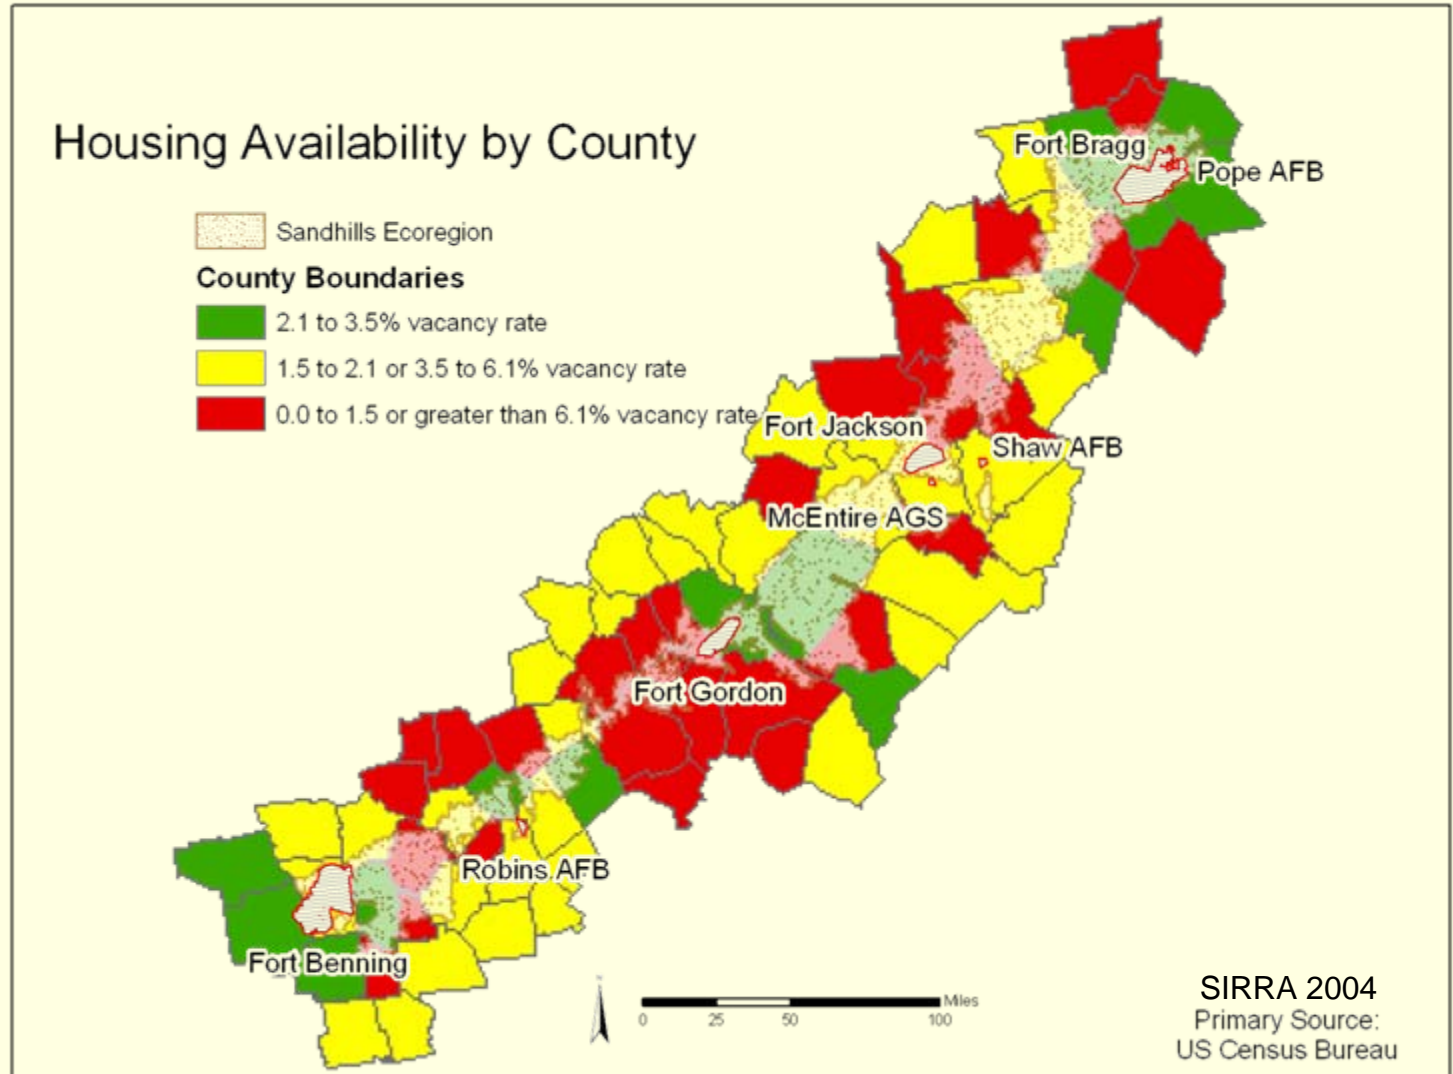 Housing Availability by County
Sandhills Ecoregion
County Boundaries
2.1 to 3.5% vacancy rate
1.5 to 2.1 or 3.5 to 6.1% vacancy rate
0.0 to 1.5 or greater than 6.1% vacancy rate
Fort Bragg
Pope AFB
Fort Jackson
Shaw AFB
McEntire AGS
Fort Gordon
Robins AFB
Fort Benning
Miles
0 25 50 100
SIRRA 2004
Primary Source:
US Census Bureau